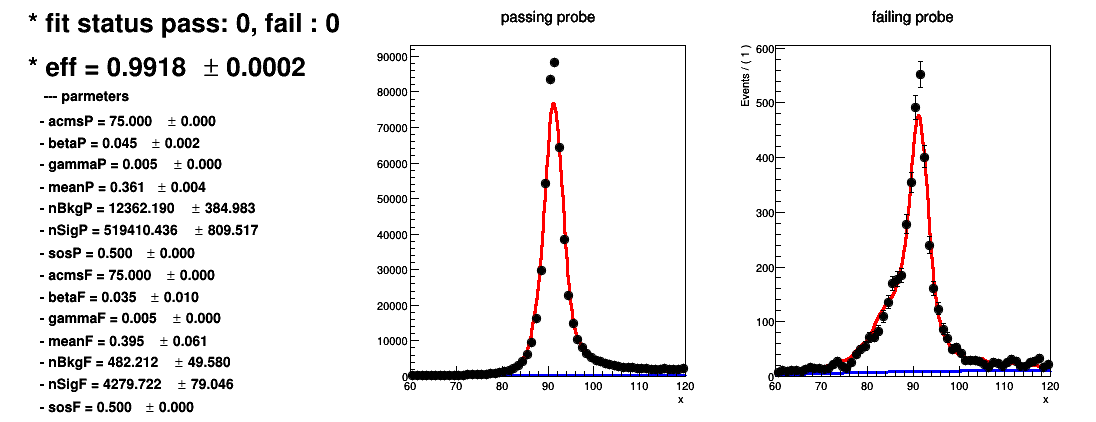 * fit status pass: 0, fail : 0
* eff = 0.9918 ± 0.0002
--- parmeters
- acmsP = 75.000 ± 0.000
- betaP = 0.045 ± 0.002
- gammaP = 0.005 ± 0.000
- meanP = 0.361 ± 0.004
- nBkgP = 12362.190 ± 384.983
- nSigP = 519410.436 ± 809.517
- sosP = 0.500 ± 0.000
- acmsF = 75.000 ± 0.000
- betaF = 0.035 ± 0.010
- gammaF = 0.005 ± 0.000
- meanF = 0.395 ± 0.061
- nBkgF = 482.212 ± 49.580
- nSigF = 4279.722 ± 79.046
- sosF = 0.500 ± 0.000
passing probe
90000
80000
70000
60000
50000
40000
30000
20000
10000
0
60 70 80 90 100 110 120
x
failing probe
Events / ( 1 )
600
500
400
300
200
100
0
60 70 80 90 100 110 120
x